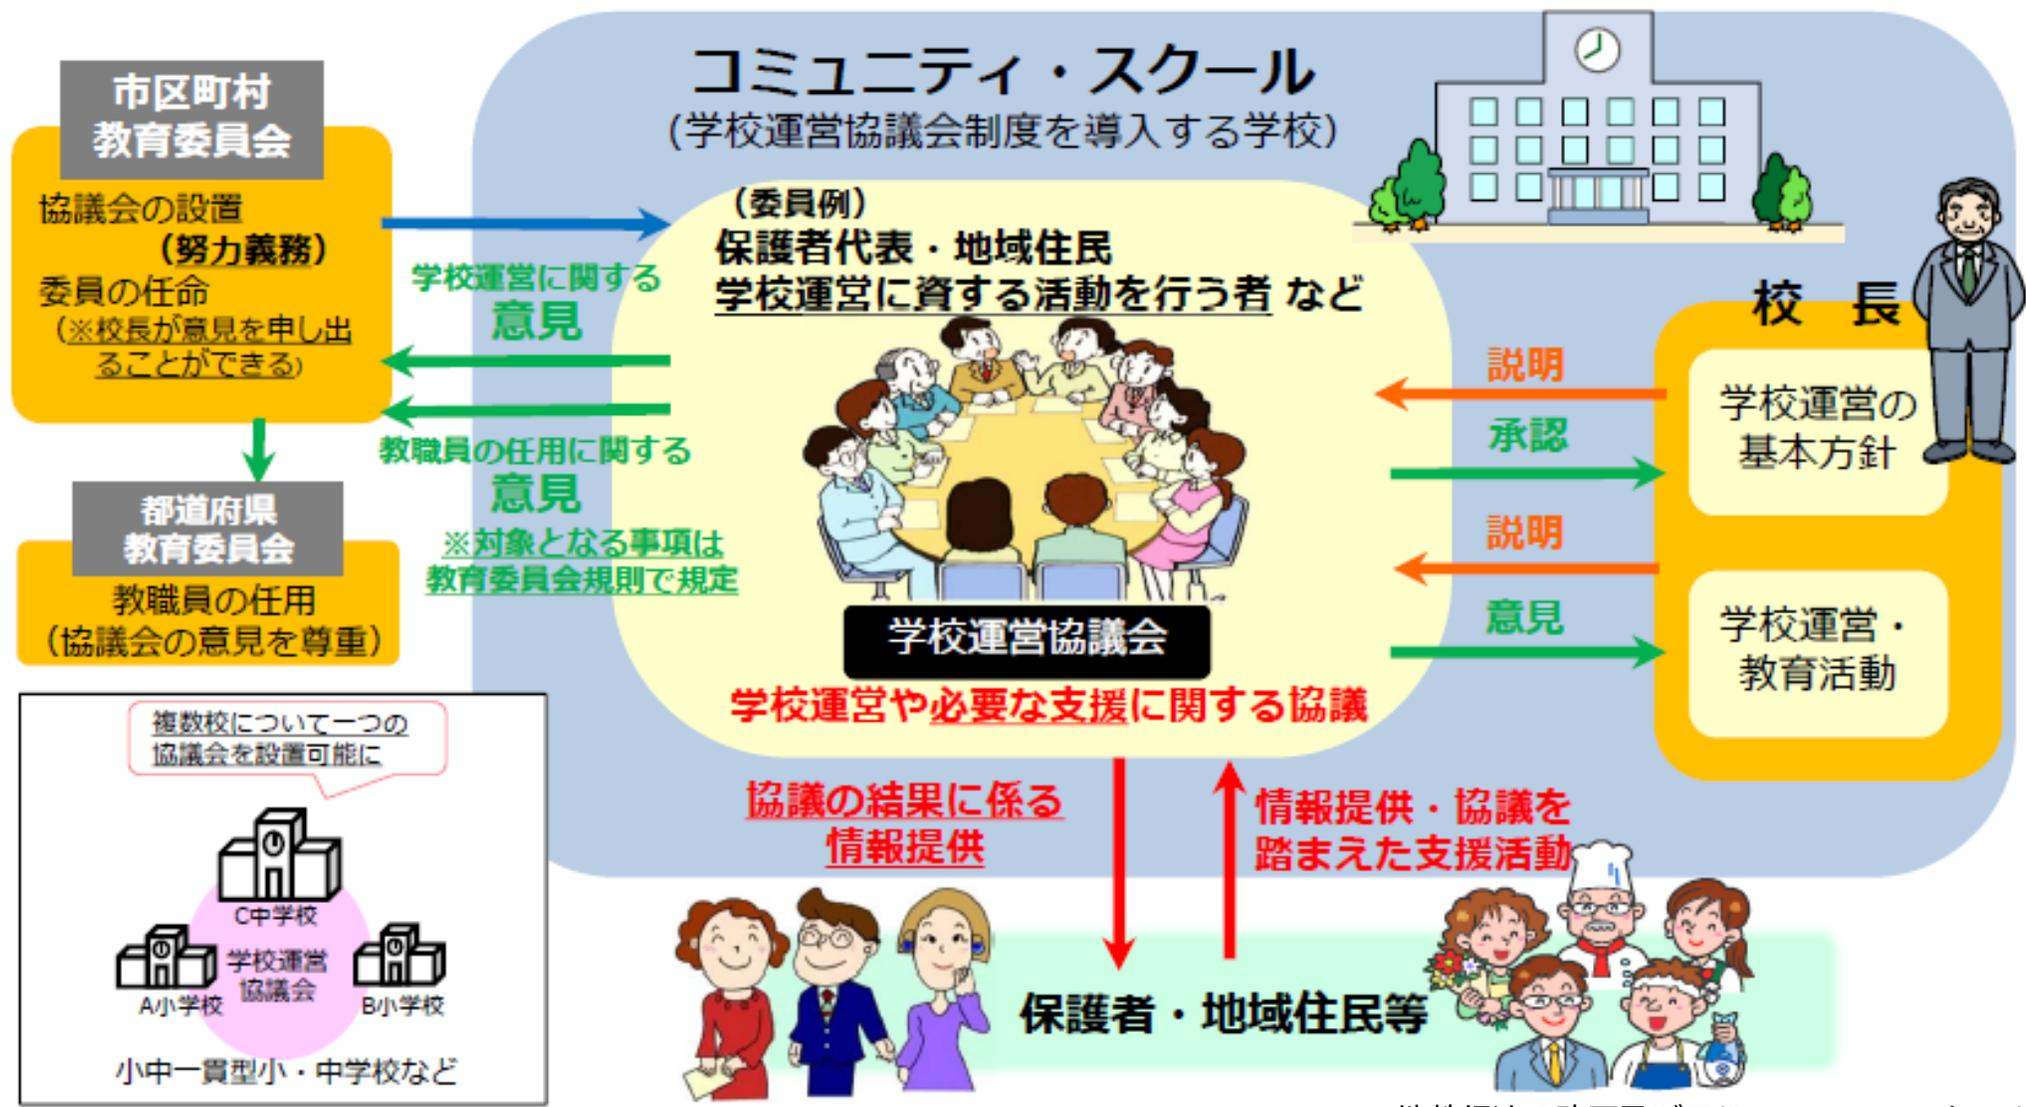 コミュニティ・スクール
(学校運営協議会制度を導入する学校)
市区町村
教育委員会
協議会の設置
(努力義務)
委員の任命
(※校長が意見を申し出
ることができる)
学校運営に関する
意見
教職員の任用に関する
意見
※対象となる事項は
教育委員会規則で規定
都道府県
教育委員会
教職員の任用
(協議会の意見を尊重)
(委員例)
保護者代表・地域住民
学校運営に資する活動を行う者 など
学校運営協議会
学校運営や必要な支援に関する協議
校 長
説明
承認
学校運営の
基本方針
説明
意見
学校運営・
教育活動
協議の結果に係る
情報提供
情報提供・協議を
踏まえた支援活動
保護者・地域住民等
複数校について一つの
協議会を設置可能に
C中学校
学校運営
協議会
A小学校
B小学校
小中一貫型小・中学校など